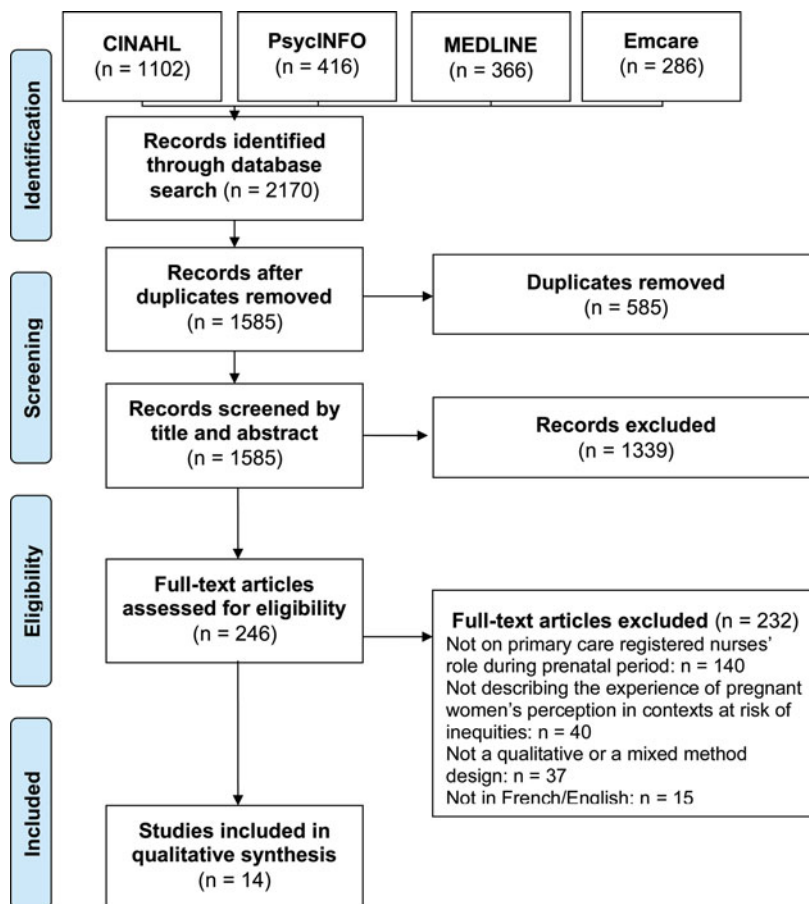 CINAHL
(n = 1102)
PsycINFO
(n = 416)
MEDLINE
(n = 366)
Emcare
(n = 286)
Identification
Records identified
through database
search (n = 2170)
Screening
Records after
duplicates removed
(n = 1585)
Duplicates removed
(n = 585)
Records screened by
title and abstract
(n = 1585)
Records excluded
(n = 1339)
Eligibility
Full-text articles
assessed for eligibility
(n = 246)
Full-text articles excluded (n = 232)
Not on primary care registered nurses'
role during prenatal period: n = 140
Not describing the experience of pregnant
women's perception in contexts at risk of
inequities: n = 40
Not a qualitative or a mixed method
design: n = 37
Not in French/English: n = 15
Included
Studies included in
qualitative synthesis
(n = 14)